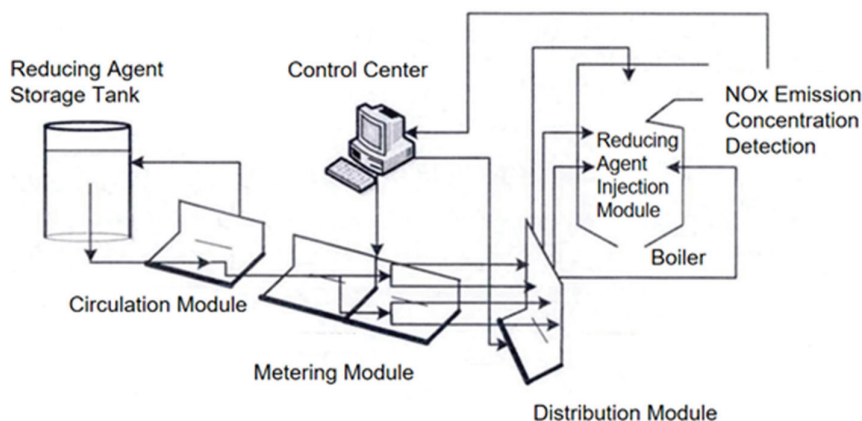 Reducing Agent
Storage Tank
Control Center
NOx Emission
Concentration
Detection
Reducing
Agent
Injection
Module
Boiler
Circulation Module
Metering Module
Distribution Module